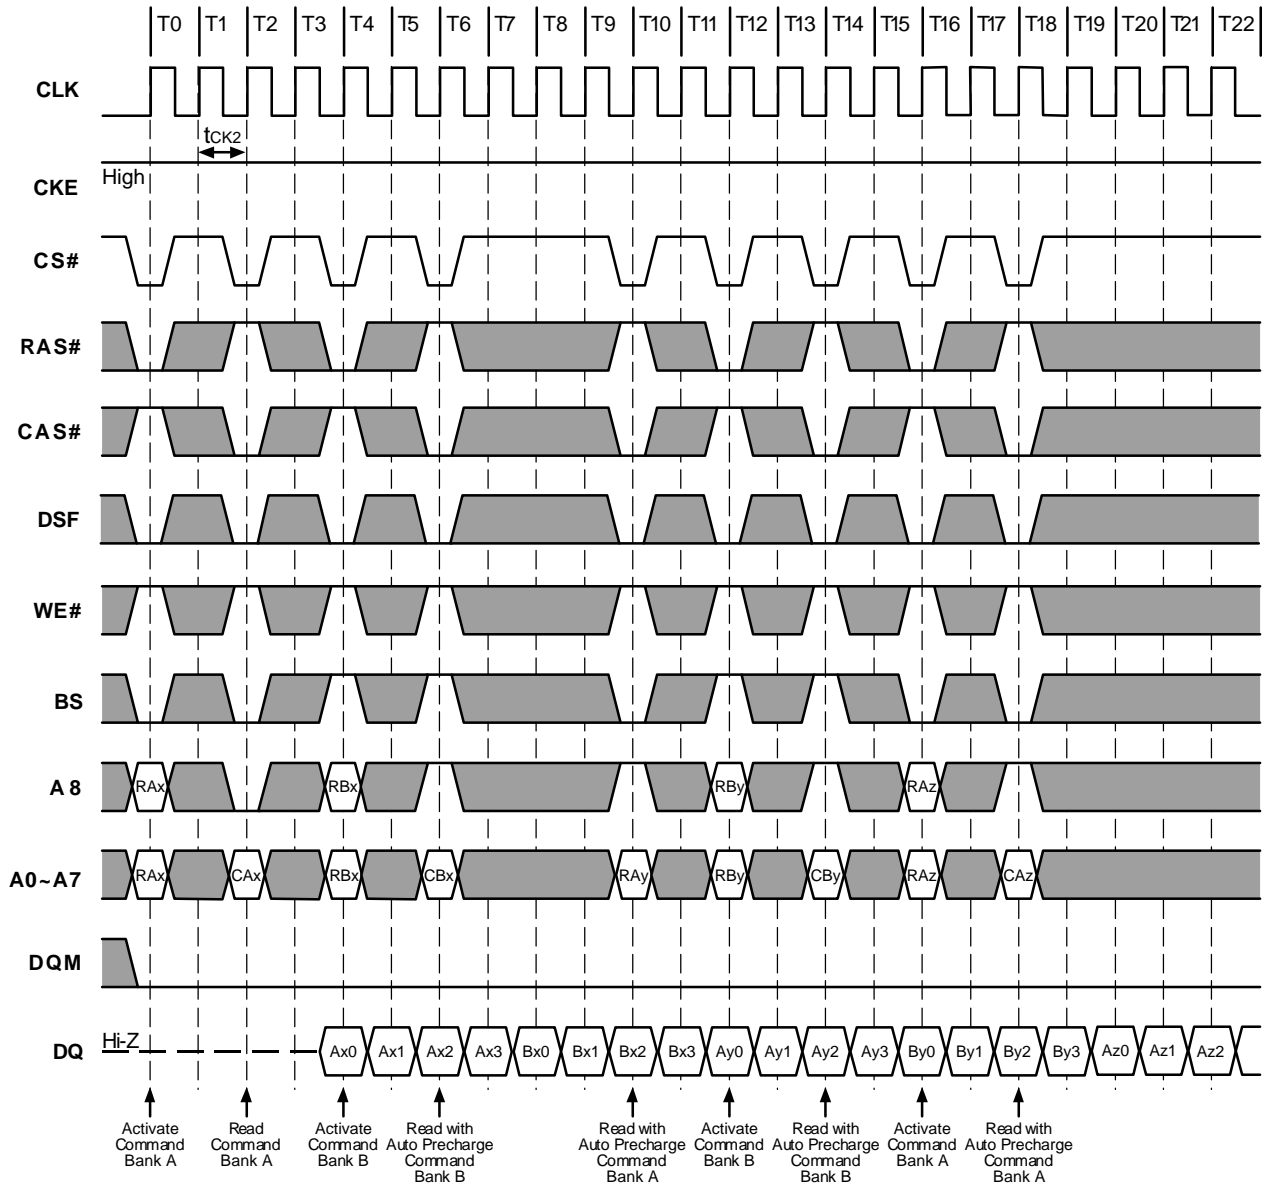 T0 T1 T2 T3 T4 T5 T6 T7 T8 T9 T10 T11 T12 T13 T14 T15 T16 T17 T18 T19 T20 T21 T22
CLK
tCK2
High
CKE
CS#
RAS#
CAS#
DSF
WE#
BS
A8 RAx RBx RBy RAz
A0~A7 RAx CAx RBx CBx RAy RBy CBy RAz CAz
DQM
Hi-Z
DQ Ax0 Ax1 Ax2 Ax3 Bx0 Bx1 Bx2 Bx3 Ay0 Ay1 Ay2 Ay3 By0 By1 By2 By3 Az0 Az1 Az2
Activate
Command
Bank A
Read
Command
Bank A
Activate
Command
Bank B
Read with
Auto Precharge
Command
Bank B
Read with
Auto Precharge
Command
Bank A
Activate
Command
Bank B
Read with
Auto Precharge
Command
Bank B
Activate
Command
Bank A
Read with
Auto Precharge
Command
Bank A